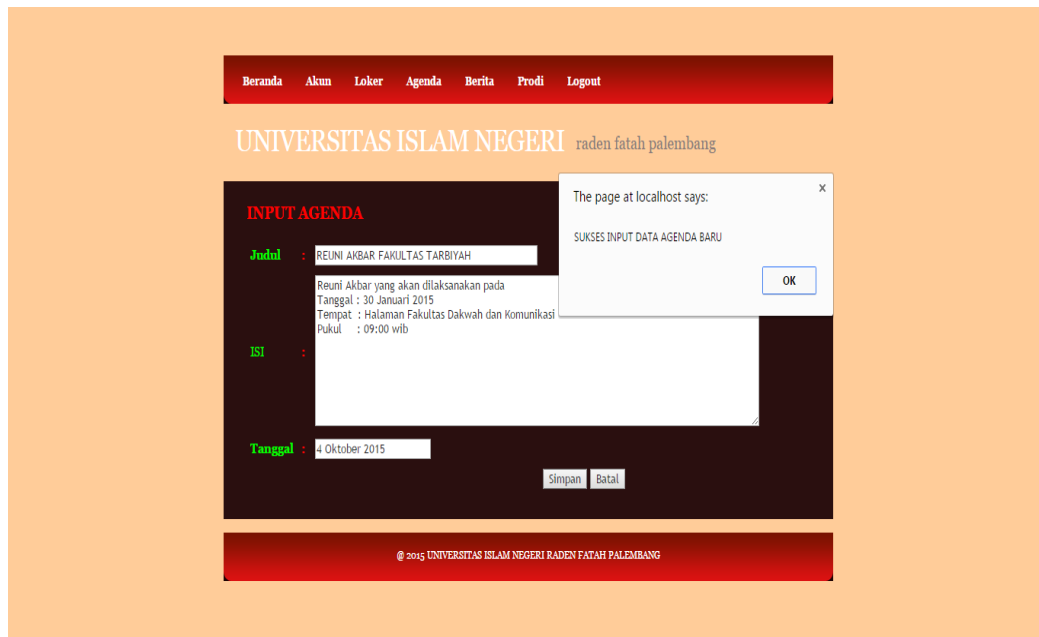 Beranda Akun Loker Agenda Berita Prodi Logout
UNIVERSITAS ISLAM NEGERI raden fatah palembang
The page at localhost says: x
SUKSES INPUT DATA AGENDA BARU
OK
INPUT AGENDA
Judul : REUNI AKBAR FAKULTAS TARBIYAH
ISI :
Reuni Akbar yang akan dilaksanakan pada
Tanggal : 30 Januari 2015
Tempat : Halaman Fakultas Dakwah dan Komunikasi
Pukul : 09:00 wib
Tanggal : 4 Oktober 2015
Simpan Batal
@ 2015 UNIVERSITAS ISLAM NEGERI RADEN FATAH PALEMBANG